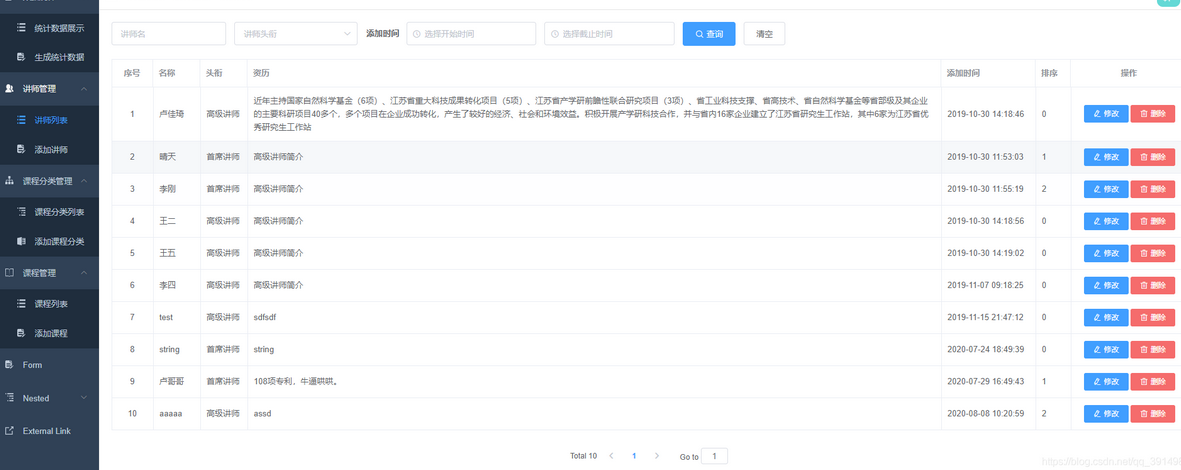 统计数据展示
生成统计数据
讲师管理
讲师列表
添加讲师
课程分类管理
课程分类列表
添加课程分类
课程管理
课程列表
添加课程
Form
Nested
External Link
讲师名 讲师头衔 添加时间 选择开始时间 选择截止时间 查询 清空
序号 名称 头衔 资历 添加时间 排序 操作
1 卢佳琦 高级讲师 近年主持国家自然科学基金（6项）、江苏省重大科技成果转化项目（5项）、江苏省产学研前瞻性联合研究项目（3项）、省工业科技支撑、省高技术、省自然科学基金等省部级及其企业
的主要科研项目40多个，多个项目在企业成功转化，产生了较好的经济、社会和环境效益。积极开展产学研科技合作，并与省内16家企业建立了江苏省研究生工作站，其中6家为江苏省优
秀研究生工作站 2019-10-30 14:18:46 0 修改 删除
2 晴天 首席讲师 高级讲师简介 2019-10-30 11:53:03 1 修改 删除
3 李刚 首席讲师 高级讲师简介 2019-10-30 11:55:19 2 修改 删除
4 王二 高级讲师 高级讲师简介 2019-10-30 14:18:56 0 修改 删除
5 王五 高级讲师 高级讲师简介 2019-10-30 14:19:02 0 修改 删除
6 李四 高级讲师 高级讲师简介 2019-11-07 09:18:25 0 修改 删除
7 test 高级讲师 sdfsdf 2019-11-15 21:47:12 0 修改 删除
8 string 首席讲师 string 2020-07-24 18:49:39 0 修改 删除
9 卢哥哥 首席讲师 108项专利，牛逼哄哄。 2020-07-29 16:49:43 1 修改 删除
10 aaaaa 高级讲师 assd 2020-08-08 10:20:59 2 修改 删除
Total 10 1 Go to 1